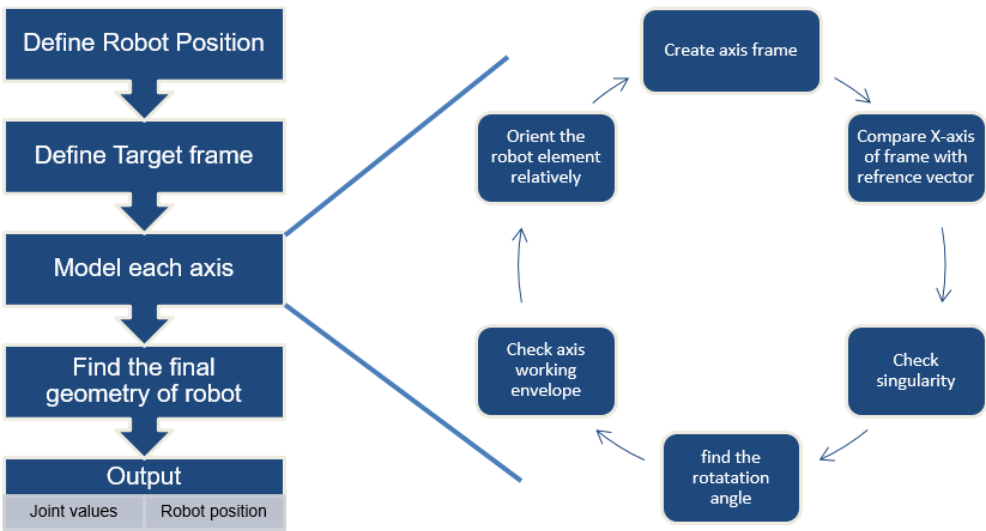 Define Robot Position
Define Target frame
Model each axis
Find the final
geometry of robot
Output
Joint values
Robot position
Create axis frame
Compare X-axis
of frame with
refrence vector
Check
singularity
find the
rotatation
angle
Check axis
working
envelope
Orient the
robot element
relatively